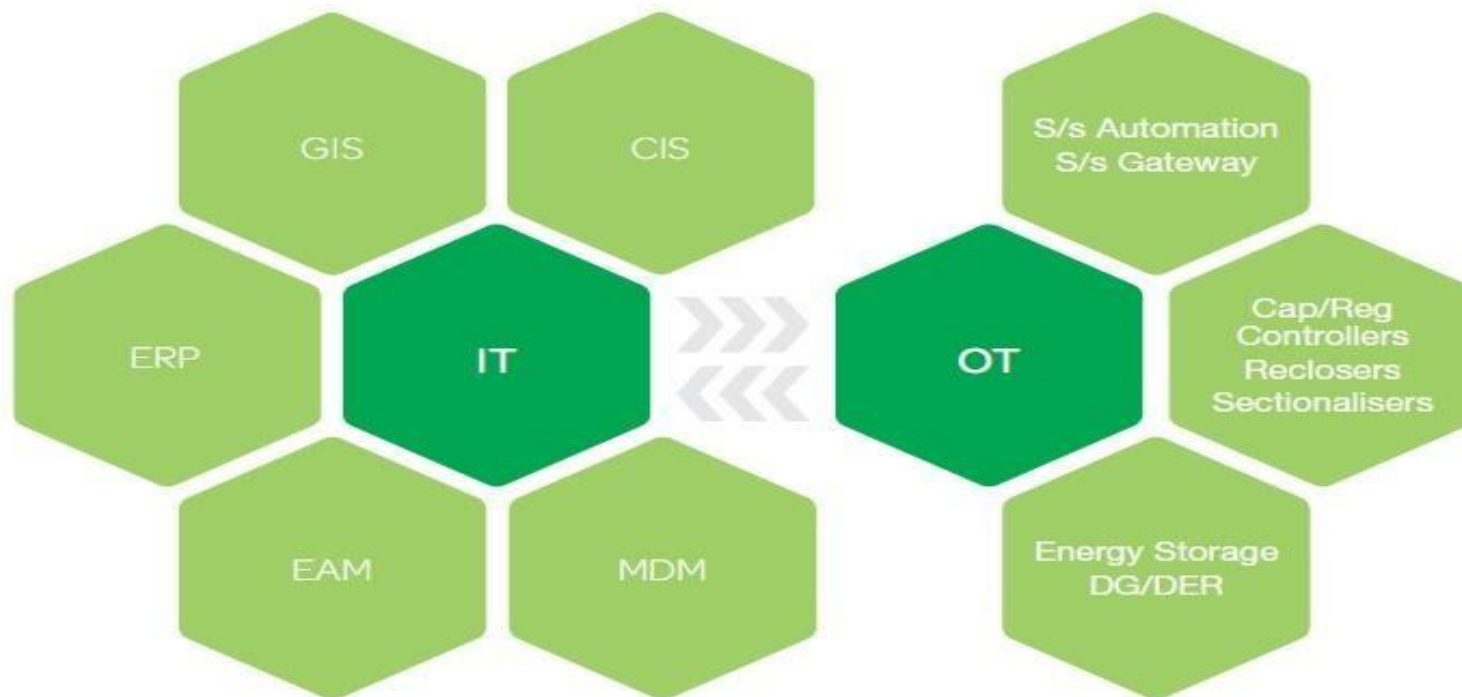 GIS
CIS
S/s Automation
S/s Gateway
ERP
IT
OT
Cap/Reg
Controllers
Reclosers
Sectionalisers
EAM
MDM
Energy Storage
DG/DER